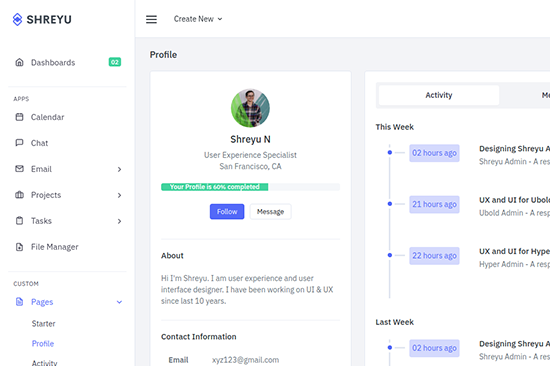 SHREYU
Create New
Dashboards
02
APPS
Calendar
Chat
Email
Projects
Tasks
File Manager
CUSTOM
Pages
Starter
Profile
Activity
Profile
Shreyu N
User Experience Specialist
San Francisco, CA
Your Profile is 60% completed
Follow
Message
About
Hi I'm Shreyu. I am user experience and user
interface designer. I have been working on UI & UX
since last 10 years.
Contact Information
Email xyz123@gmail.com
Activity
Me
This Week
02 hours ago
Designing Shreyu A
Shreyu Admin - A res
21 hours ago
UX and UI for Ubold
Ubold Admin - A resp
22 hours ago
UX and UI for Hyper
Hyper Admin - A resp
Last Week
02 hours ago
Designing Shreyu A
Shreyu Admin - A res